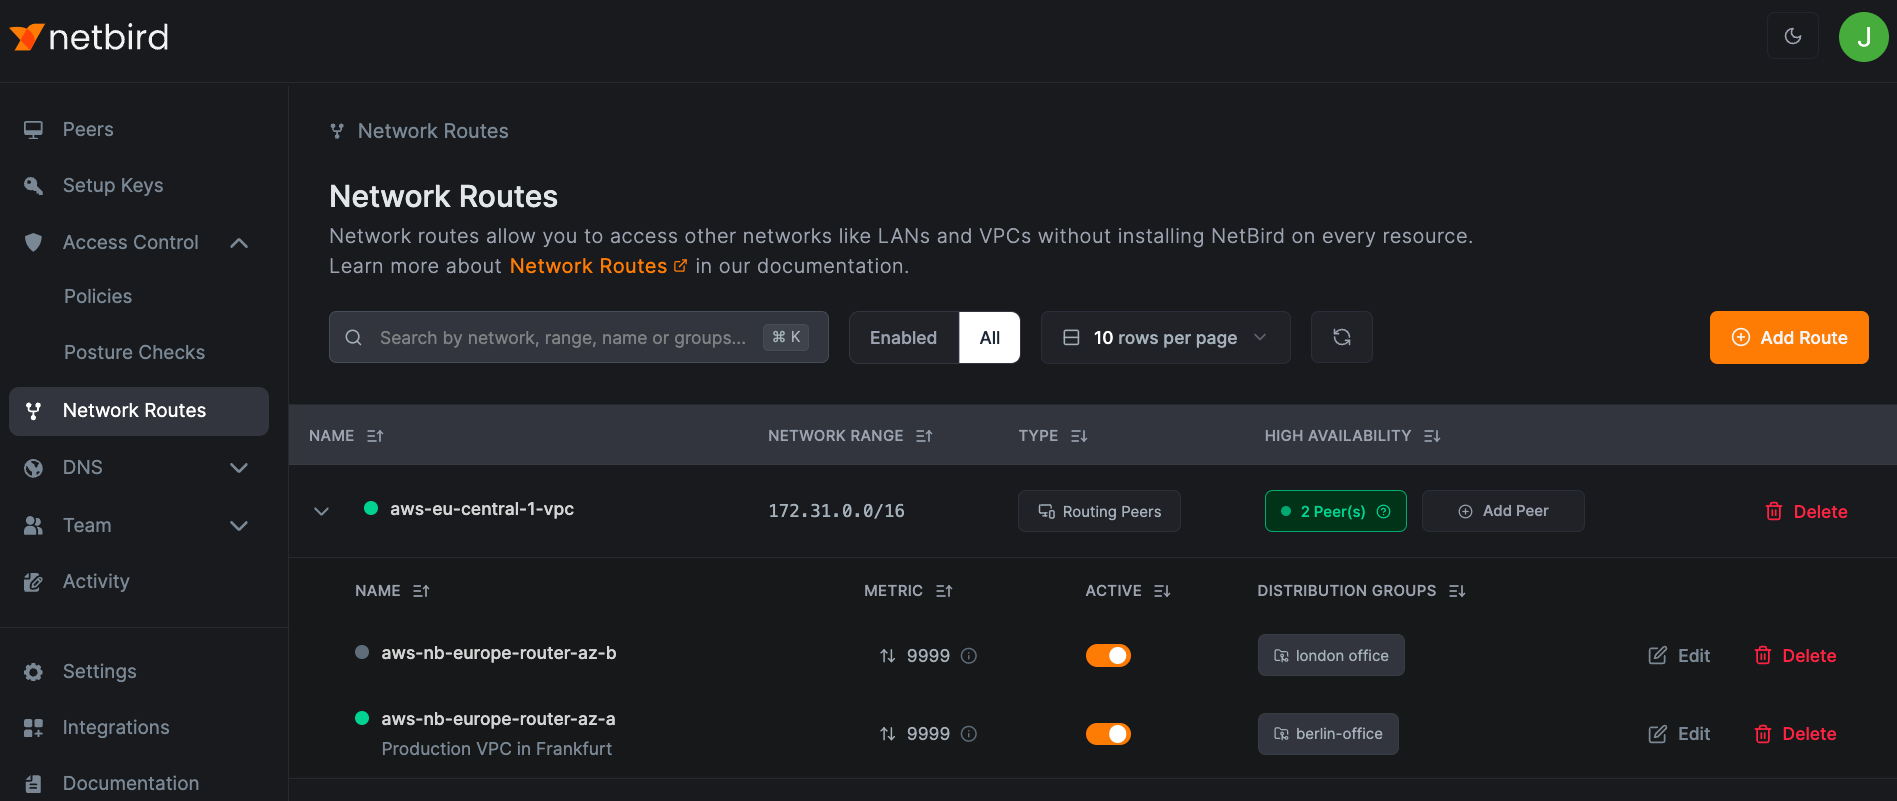 netbird
J
Peers
Setup Keys
Access Control
Policies
Posture Checks
Network Routes
DNS
Team
Activity
Settings
Integrations
Documentation
Network Routes
Network Routes
Network routes allow you to access other networks like LANs and VPCs without installing NetBird on every resource.
Learn more about Network Routes in our documentation.
Search by network, range, name or groups... ⌘ K
Enabled All
10 rows per page
Add Route
NAME NETWORK RANGE TYPE HIGH AVAILABILITY
aws-eu-central-1-vpc 172.31.0.0/16 Routing Peers 2 Peer(s) Add Peer Delete
NAME METRIC ACTIVE DISTRIBUTION GROUPS
aws-nb-europe-router-az-b 9999 london office Edit Delete
aws-nb-europe-router-az-a 9999 berlin-office Edit Delete
Production VPC in Frankfurt